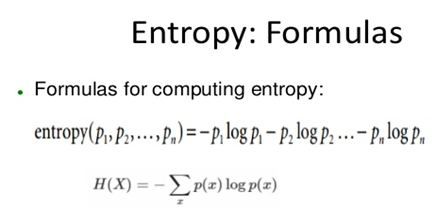 Entropy: Formulas
• Formulas for computing entropy:
entropy(p₁, p₂, …, pₙ) = −p₁ log p₁ − p₂ log p₂ … − pₙ log pₙ
H(X) = − ∑ₓ p(x) log p(x)